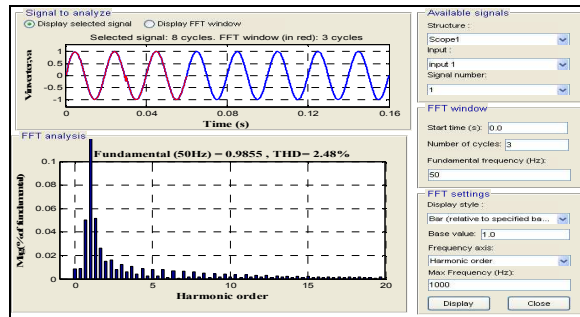 Signal to analyze
Display selected signal
Display FFT window
Selected signal: 8 cycles. FFT window (in red): 3 cycles
Vinverter,va
1
0.5
0
-0.5
-1
0
0.04
0.08
0.12
0.16
Time (s)
FFT analysis
Fundamental (50Hz) = 0.9855 , THD= 2.48%
Mg(% of fundamental)
0.1
0.08
0.06
0.04
0.02
0
0
5
10
15
20
Harmonic order
Available signals
Structure :
Scope1
Input :
input 1
Signal number:
1
FFT window
Start time (s): 0.0
Number of cycles: 3
Fundamental frequency (Hz):
50
FFT settings
Display style :
Bar (relative to specified ba...
Base value: 1.0
Frequency axis:
Harmonic order
Max Frequency (Hz):
1000
Display
Close